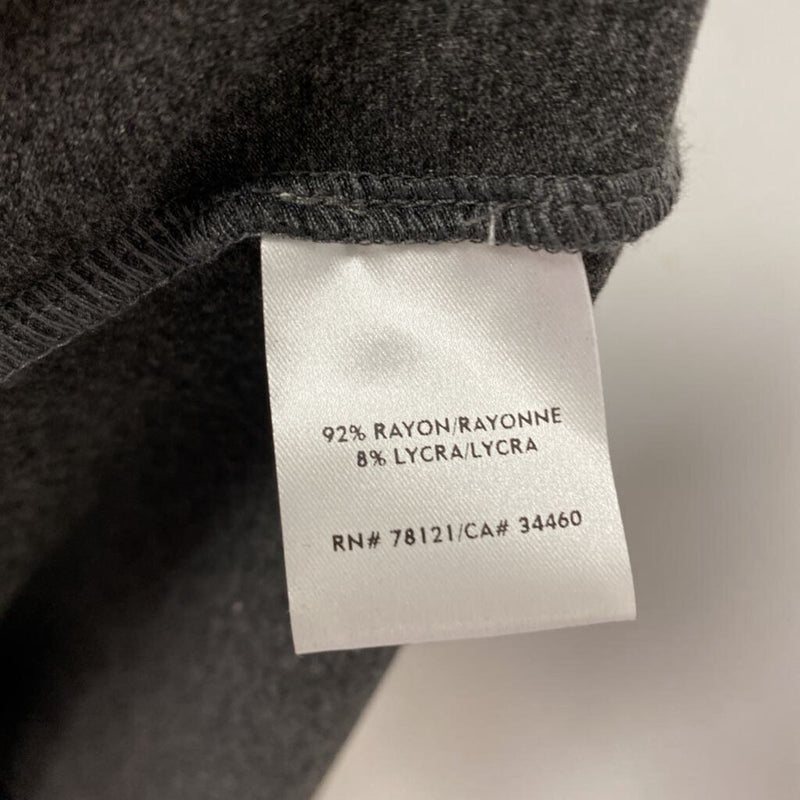 92% RAYON/RAYONNE
8% LYCRA/LYCRA
RN# 78121/CA# 34460